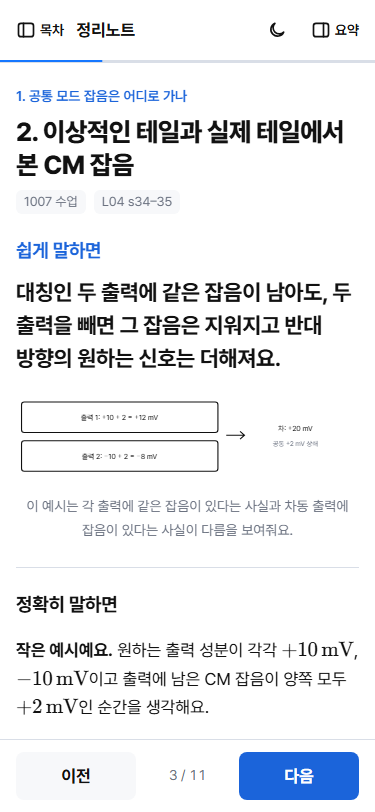 목차 정리노트 요약
1. 공통 모드 잡음은 어디로 가나
2. 이상적인 테일과 실제 테일에서
본 CM 잡음
1007 수업 L04 s34–35
쉽게 말하면
대칭인 두 출력에 같은 잡음이 남아도, 두
출력을 빼면 그 잡음은 지워지고 반대
방향의 원하는 신호는 더해져요.
출력 1: +10 + 2 = +12 mV
출력 2: −10 + 2 = −8 mV
차: +20 mV
공통 +2 mV 상쇄
이 예시는 각 출력에 같은 잡음이 있다는 사실과 차동 출력에
잡음이 있다는 사실이 다름을 보여줘요.
정확히 말하면
작은 예시예요. 원하는 출력 성분이 각각 +10 mV,
−10 mV이고 출력에 남은 CM 잡음이 양쪽 모두
+2 mV인 순간을 생각해요.
이전 3 / 11 다음